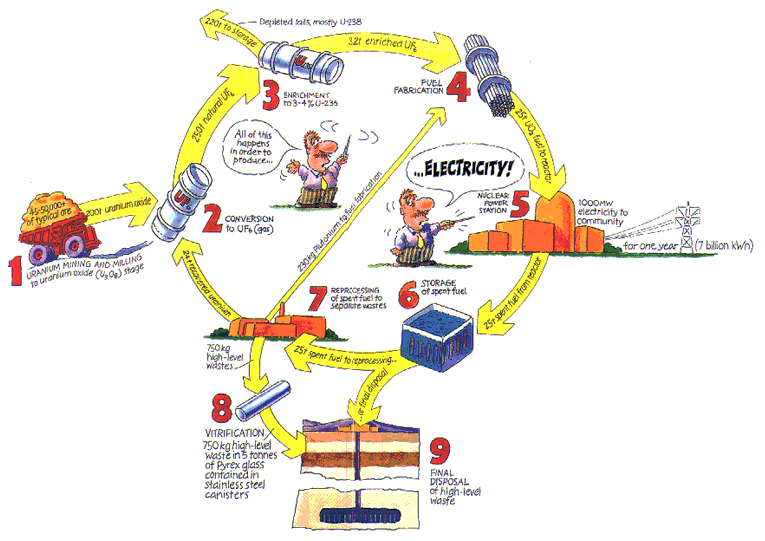 220t to storage
Depleted tails, mostly U-238
32t enriched UF₆
3
ENRICHMENT
to 3-4% U-235
FUEL
FABRICATION
4
250t natural UF₆
25t UO₂ fuel to reactor
All of this
happens
in order to
produce...
...ELECTRICITY!
230kg Plutonium to fuel fabrication
45-50,000t
of typical ore
200t uranium oxide
UF₆
2
CONVERSION
to UF₆ (gas)
NUCLEAR
POWER
STATION
5
1000MW
electricity to
community
for one year
(7 billion kWh)
1
URANIUM MINING AND MILLING
to uranium oxide (U₃O₈) stage
24t recovered uranium
7
REPROCESSING
of spent fuel to
separate wastes
6
STORAGE
of spent fuel
25t spent fuel from reactor
750 kg
high-level
wastes
25t spent fuel to reprocessing...
...or final disposal
8
VITRIFICATION
750 kg high-level
waste in 5 tonnes
of Pyrex glass
contained in
stainless steel
canisters
9
FINAL
DISPOSAL
of high-level
waste